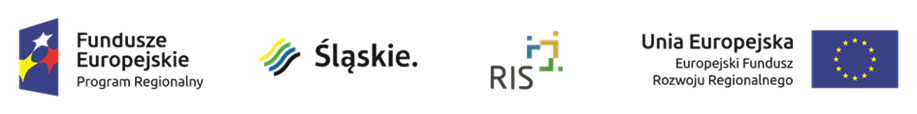 Fundusze
Europejskie
Program Regionalny
Śląskie.
RIS
Unia Europejska
Europejski Fundusz
Rozwoju Regionalnego